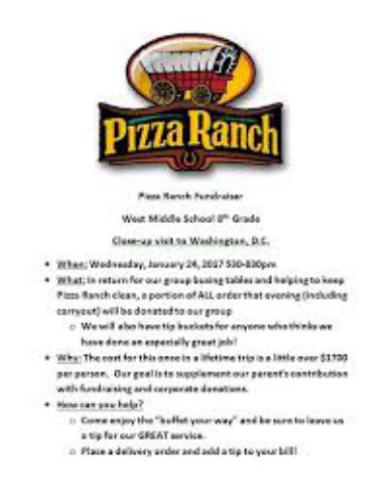 Pizza Ranch
Pizza Ranch Fundraiser
West Middle School 8th Grade
Close-up visit to Washington, D.C.
• When: Wednesday, January 24, 2017 530-830pm
• What: In return for our group busing tables and helping to keep
Pizza Ranch clean, a portion of ALL order that evening (including
carryout) will be donated to our group
o We will also have tip buckets for anyone who thinks we
have done an especially great job!
• Why: The cost for this once in a lifetime trip is a little over $1700
per person. Our goal is to supplement our parent's contribution
with fundraising and corporate donations.
• How can you help?
o Come enjoy the "buffet your way" and be sure to leave us
a tip for our GREAT service.
o Place a delivery order and add a tip to your bill!